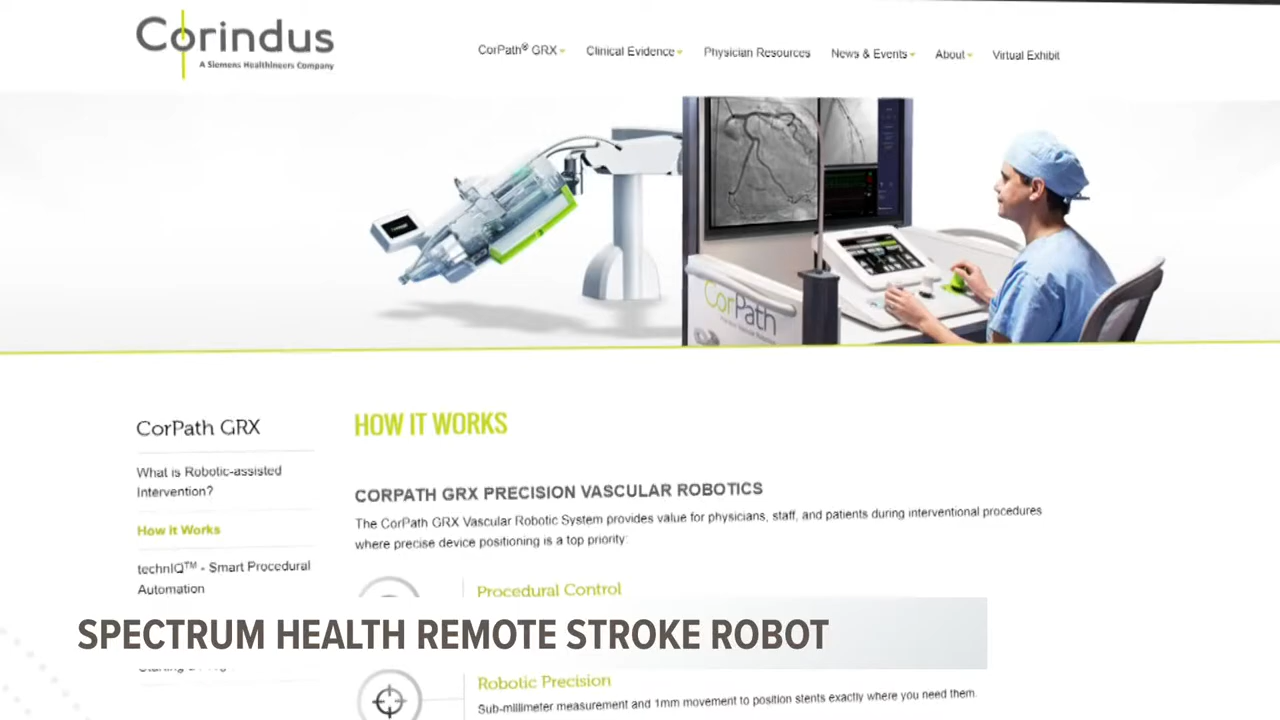 Corindus
A Siemens Healthineers Company
CorPath® GRX
Clinical Evidence
Physician Resources
News & Events
About
Virtual Exhibit
CorPath
CorPath GRX
What is Robotic-assisted
Intervention?
How it Works
technIQ™ - Smart Procedural
Automation
HOW IT WORKS
CORPATH GRX PRECISION VASCULAR ROBOTICS
The CorPath GRX Vascular Robotic System provides value for physicians, staff, and patients during interventional procedures
where precise device positioning is a top priority:
Procedural Control
SPECTRUM HEALTH REMOTE STROKE ROBOT
Robotic Precision
Sub-millimeter measurement and 1mm movement to position stents exactly where you need them.